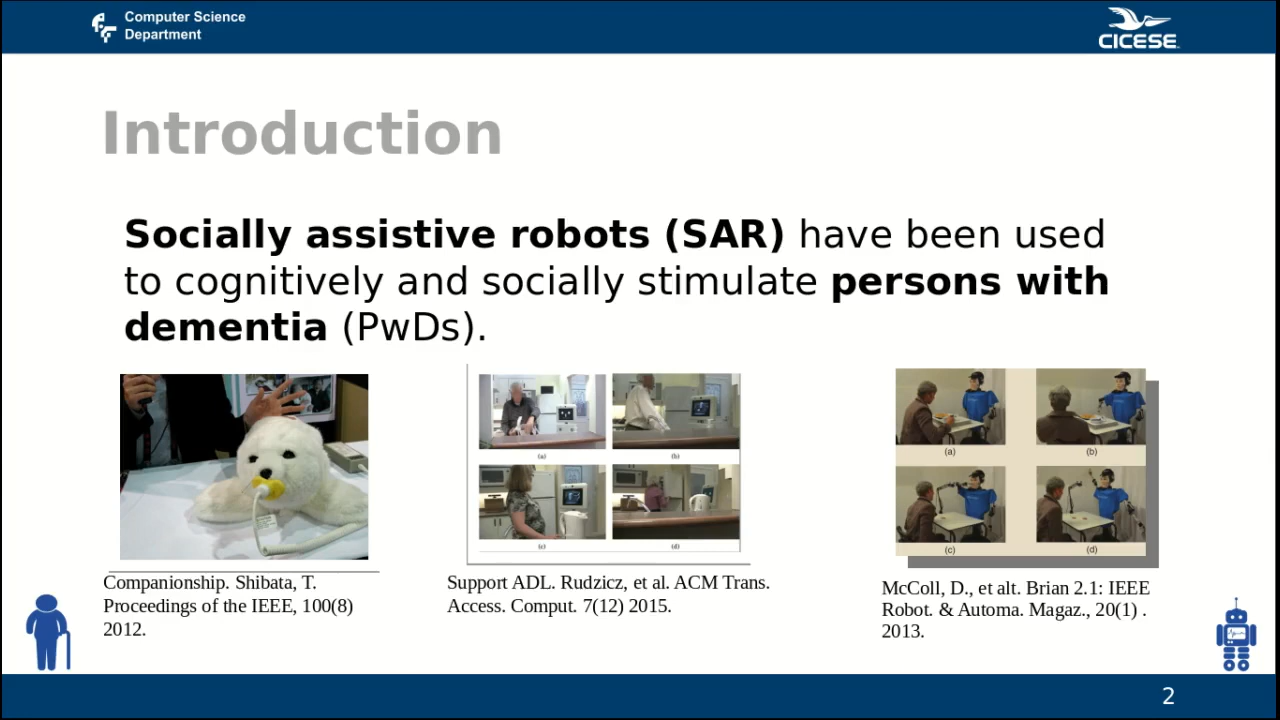 Computer Science
Department
CICESE
Introduction
Socially assistive robots (SAR) have been used
to cognitively and socially stimulate persons with
dementia (PwDs).
(a)
(b)
(c)
(d)
(a)
(b)
(c)
(d)
Companionship. Shibata, T.
Proceedings of the IEEE, 100(8)
2012.
Support ADL. Rudzicz, et al. ACM Trans.
Access. Comput. 7(12) 2015.
McColl, D., et alt. Brian 2.1: IEEE
Robot. & Automa. Magaz., 20(1) .
2013.
2